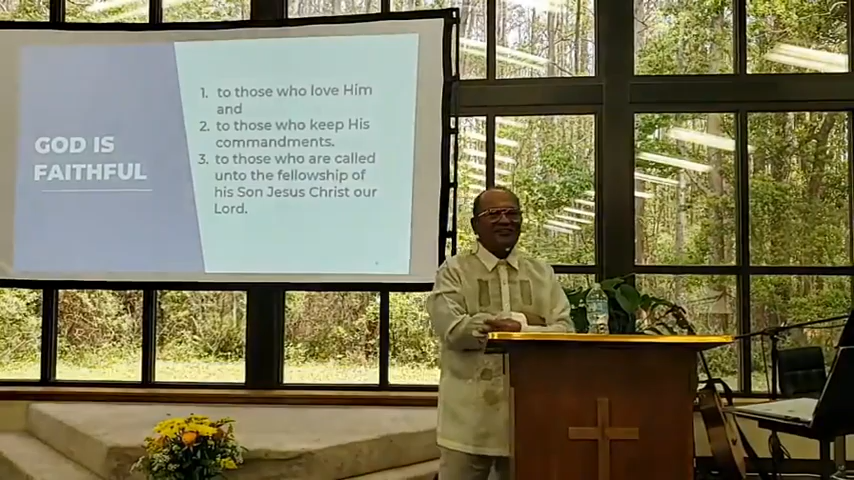 GOD IS
FAITHFUL
1. to those who love Him
and
2. to those who keep His
commandments.
3. to those who are called
unto the fellowship of
his Son Jesus Christ our
Lord.